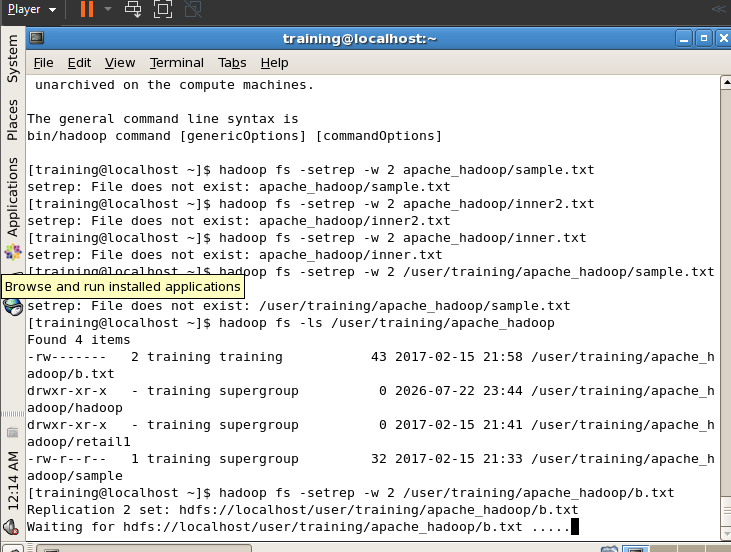 Player
training@localhost:~
File Edit View Terminal Tabs Help
System
Places
Applications
12:14 AM
unarchived on the compute machines.
The general command line syntax is
bin/hadoop command [genericOptions] [commandOptions]
[training@localhost ~]$ hadoop fs -setrep -w 2 apache_hadoop/sample.txt
setrep: File does not exist: apache_hadoop/sample.txt
[training@localhost ~]$ hadoop fs -setrep -w 2 apache_hadoop/inner2.txt
setrep: File does not exist: apache_hadoop/inner2.txt
[training@localhost ~]$ hadoop fs -setrep -w 2 apache_hadoop/inner.txt
setrep: File does not exist: apache_hadoop/inner.txt
[training@localhost ~]$ hadoop fs -setrep -w 2 /user/training/apache_hadoop/sample.txt
Browse and run installed applications
setrep: File does not exist: /user/training/apache_hadoop/sample.txt
[training@localhost ~]$ hadoop fs -ls /user/training/apache_hadoop
Found 4 items
-rw------- 2 training training 43 2017-02-15 21:58 /user/training/apache_h
adoop/b.txt
drwxr-xr-x - training supergroup 0 2026-07-22 23:44 /user/training/apache_h
adoop/hadoop
drwxr-xr-x - training supergroup 0 2017-02-15 21:41 /user/training/apache_h
adoop/retail1
-rw-r--r-- 1 training supergroup 32 2017-02-15 21:33 /user/training/apache_h
adoop/sample
[training@localhost ~]$ hadoop fs -setrep -w 2 /user/training/apache_hadoop/b.txt
Replication 2 set: hdfs://localhost/user/training/apache_hadoop/b.txt
Waiting for hdfs://localhost/user/training/apache_hadoop/b.txt .....